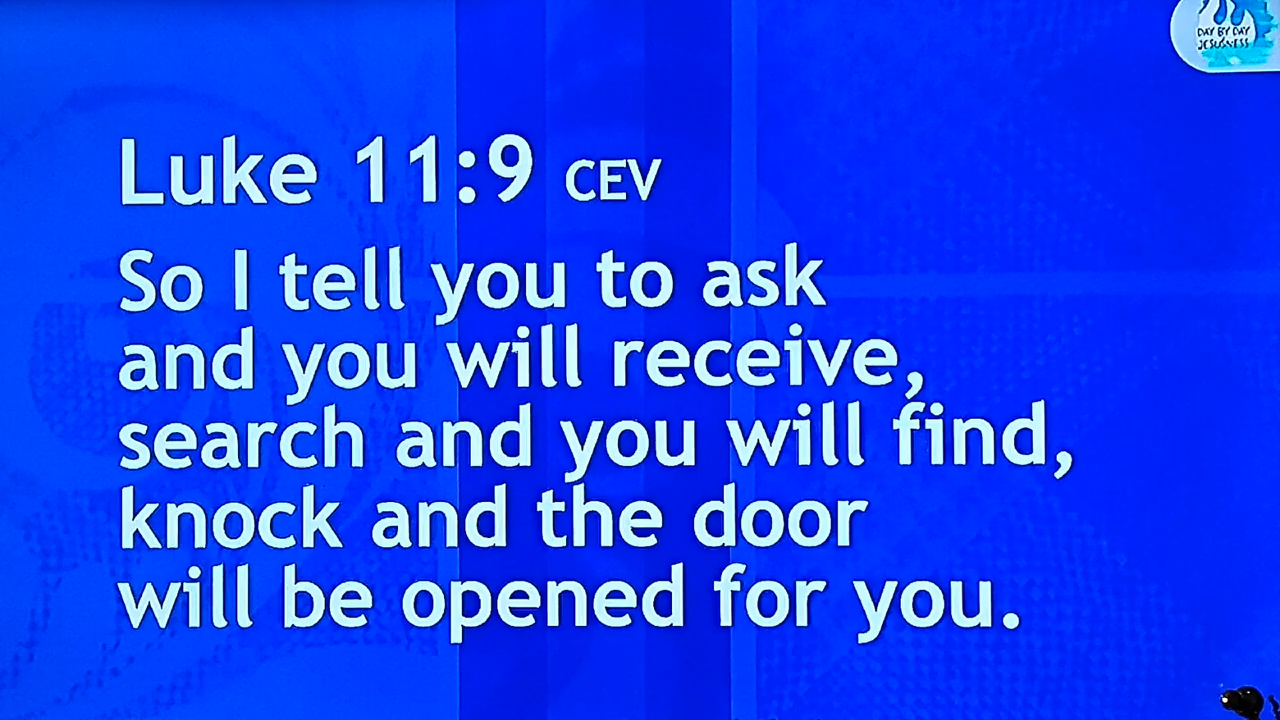 DAY BY DAY
JESUSNESS
Luke 11:9 CEV
So I tell you to ask
and you will receive,
search and you will find,
knock and the door
will be opened for you.